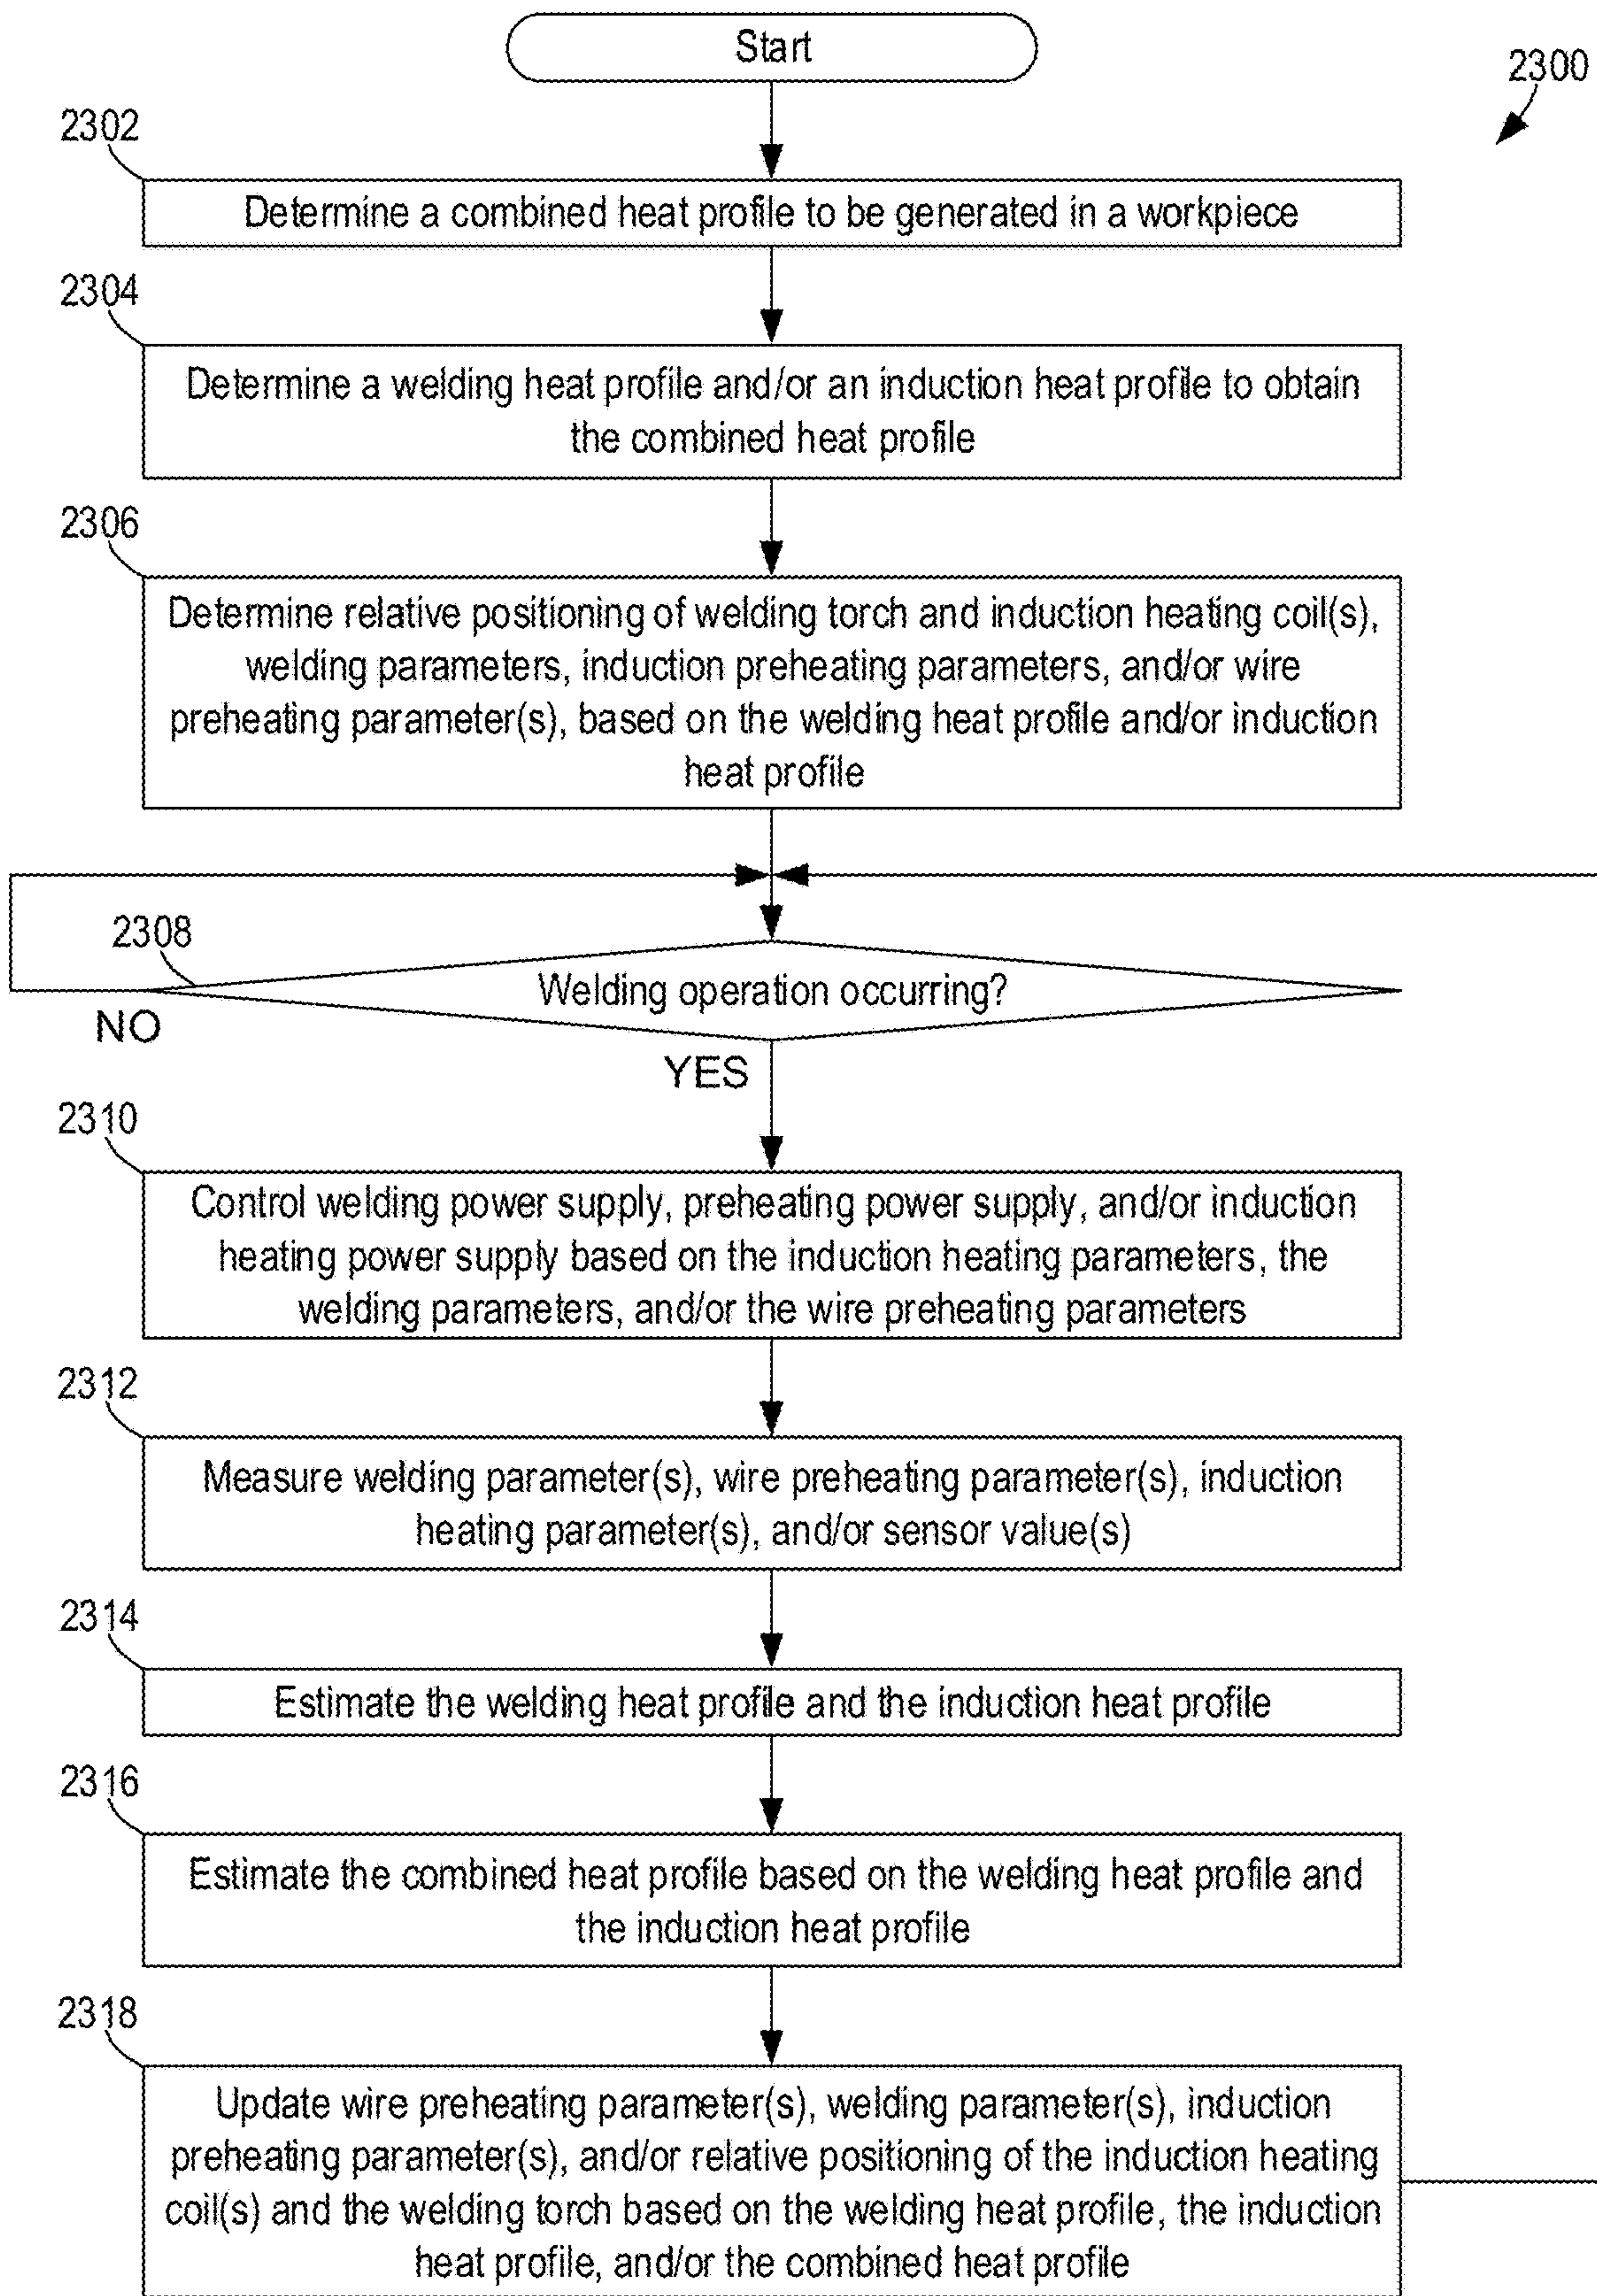 Start
2300
2302
Determine a combined heat profile to be generated in a workpiece
2304
Determine a welding heat profile and/or an induction heat profile to obtain
the combined heat profile
2306
Determine relative positioning of welding torch and induction heating coil(s),
welding parameters, induction preheating parameters, and/or wire
preheating parameter(s), based on the welding heat profile and/or induction
heat profile
2308
Welding operation occurring?
NO
YES
2310
Control welding power supply, preheating power supply, and/or induction
heating power supply based on the induction heating parameters, the
welding parameters, and/or the wire preheating parameters
2312
Measure welding parameter(s), wire preheating parameter(s), induction
heating parameter(s), and/or sensor value(s)
2314
Estimate the welding heat profile and the induction heat profile
2316
Estimate the combined heat profile based on the welding heat profile and
the induction heat profile
2318
Update wire preheating parameter(s), welding parameter(s), induction
preheating parameter(s), and/or relative positioning of the induction heating
coil(s) and the welding torch based on the welding heat profile, the induction
heat profile, and/or the combined heat profile